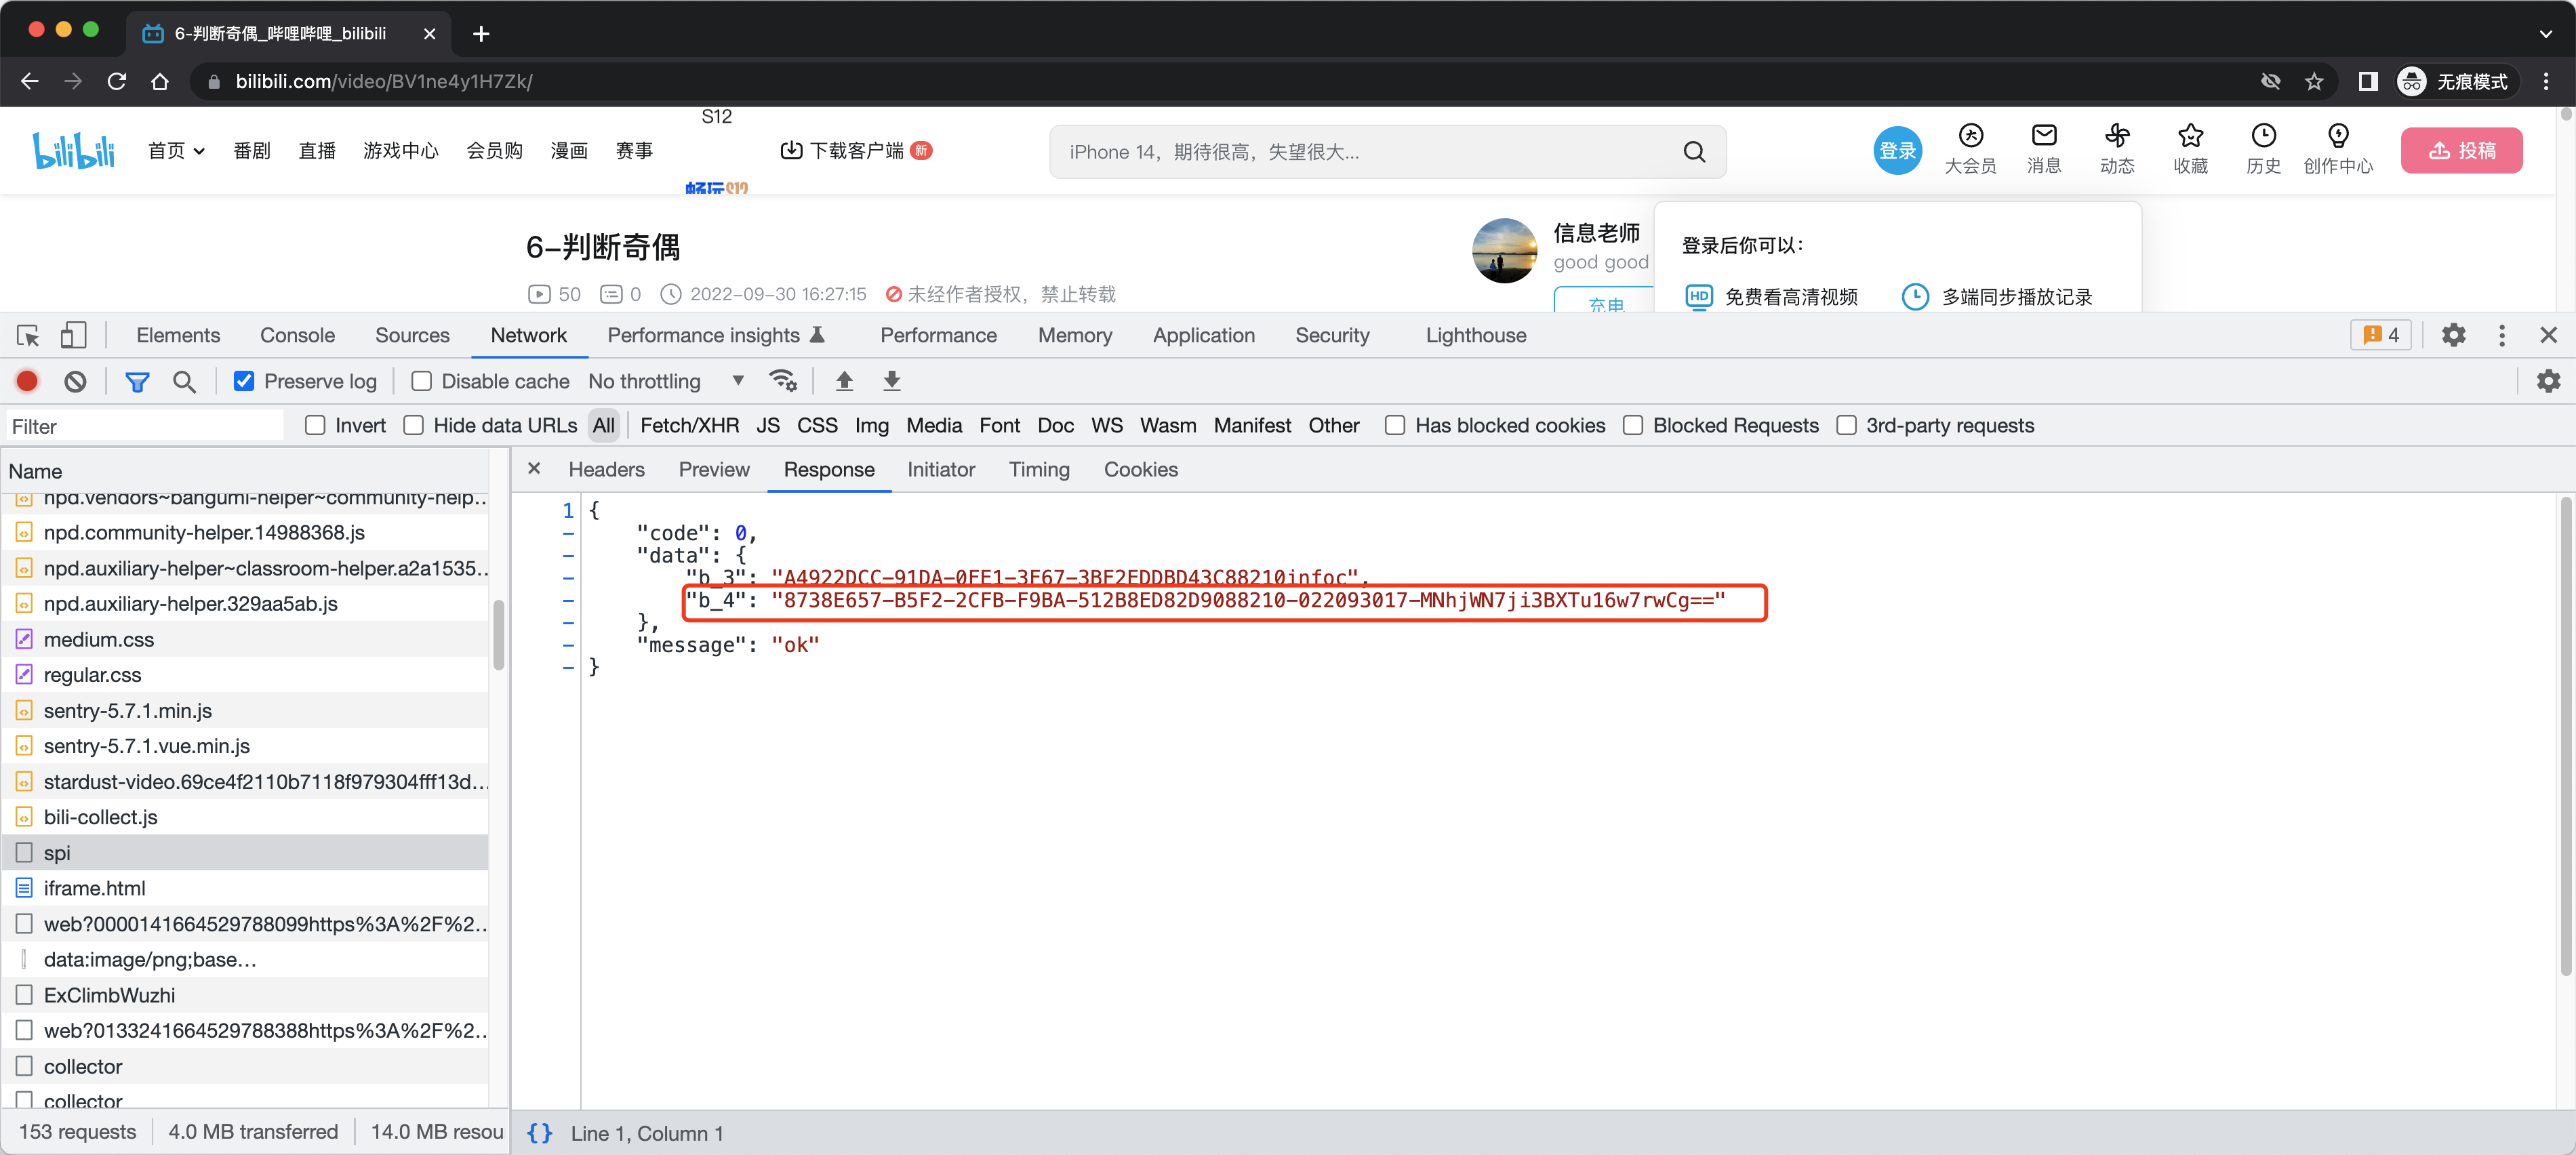 6-判断奇偶_哔哩哔哩_bilibili
bilibili.com/video/BV1ne4y1H7Zk/
无痕模式
bilibili
首页
番剧
直播
游戏中心
会员购
漫画
赛事
S12
畅玩S12
下载客户端
新
iPhone 14，期待很高，失望很大...
登录
大会员
消息
动态
收藏
历史
创作中心
投稿
6-判断奇偶
50
0
2022-09-30 16:27:15
未经作者授权，禁止转载
信息老师
good good
充电
登录后你可以：
HD
免费看高清视频
多端同步播放记录
Elements
Console
Sources
Network
Performance insights
Performance
Memory
Application
Security
Lighthouse
4
Preserve log
Disable cache
No throttling
Filter
Invert
Hide data URLs
All
Fetch/XHR
JS
CSS
Img
Media
Font
Doc
WS
Wasm
Manifest
Other
Has blocked cookies
Blocked Requests
3rd-party requests
Name
npd.vendors~bangumi-helper~community-help...
npd.community-helper.14988368.js
npd.auxiliary-helper~classroom-helper.a2a1535...
npd.auxiliary-helper.329aa5ab.js
medium.css
regular.css
sentry-5.7.1.min.js
sentry-5.7.1.vue.min.js
stardust-video.69ce4f2110b7118f979304fff13d...
bili-collect.js
spi
iframe.html
web?0000141664529788099https%3A%2F%2...
data:image/png;base...
ExClimbWuzhi
web?0133241664529788388https%3A%2F%2...
collector
collector
153 requests
4.0 MB transferred
14.0 MB resou
Headers
Preview
Response
Initiator
Timing
Cookies
1 {
"code": 0,
"data": {
"b_3": "A4922DCC-91DA-0FE1-3F67-3BF2EDDBD43C88210infoc",
"b_4": "8738E657-B5F2-2CFB-F9BA-512B8ED82D9088210-022093017-MNhjWN7ji3BXTu16w7rwCg=="
},
"message": "ok"
}
{ }
Line 1, Column 1